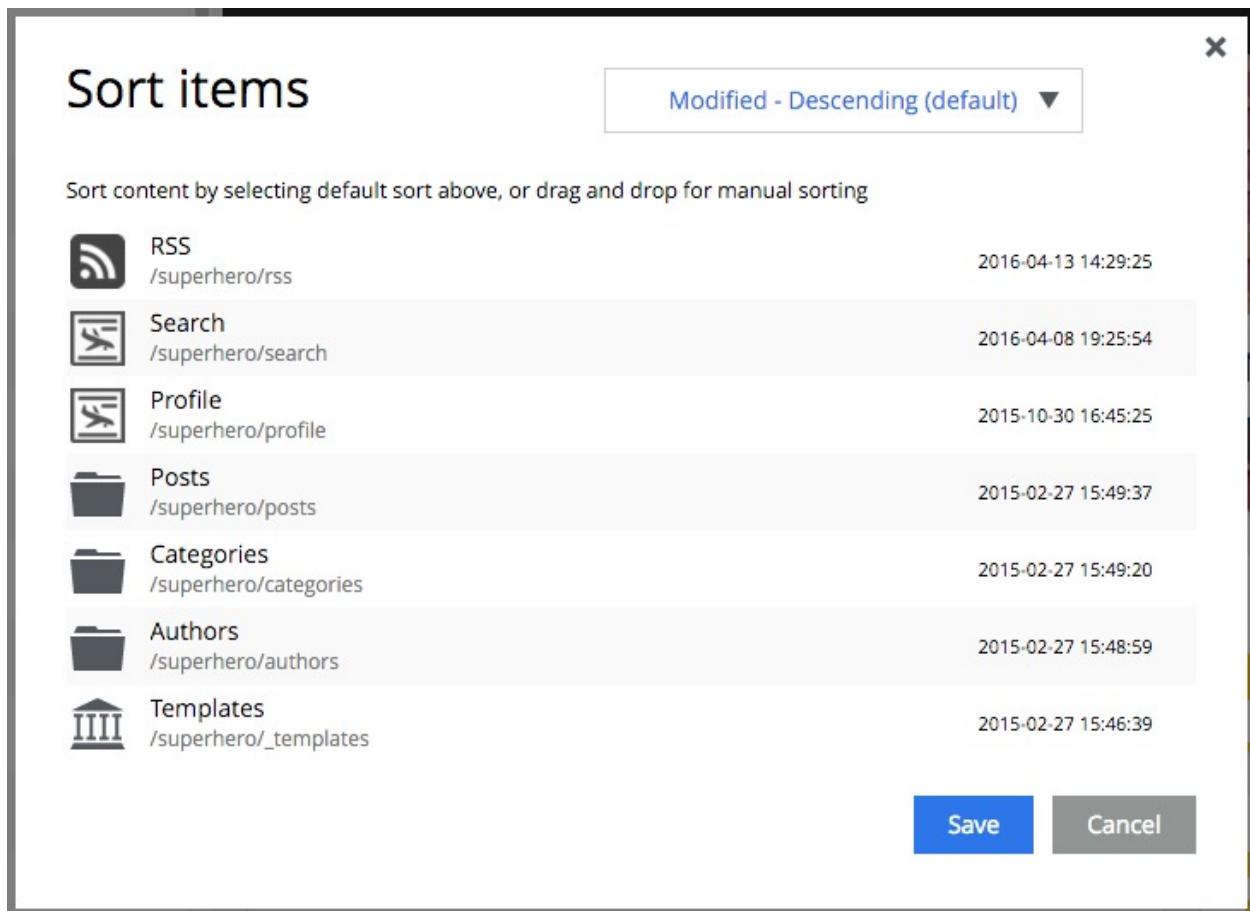 Sort items
Modified - Descending (default)
Sort content by selecting default sort above, or drag and drop for manual sorting
RSS
/superhero/rss
2016-04-13 14:29:25
Search
/superhero/search
2016-04-08 19:25:54
Profile
/superhero/profile
2015-10-30 16:45:25
Posts
/superhero/posts
2015-02-27 15:49:37
Categories
/superhero/categories
2015-02-27 15:49:20
Authors
/superhero/authors
2015-02-27 15:48:59
Templates
/superhero/_templates
2015-02-27 15:46:39
Save
Cancel